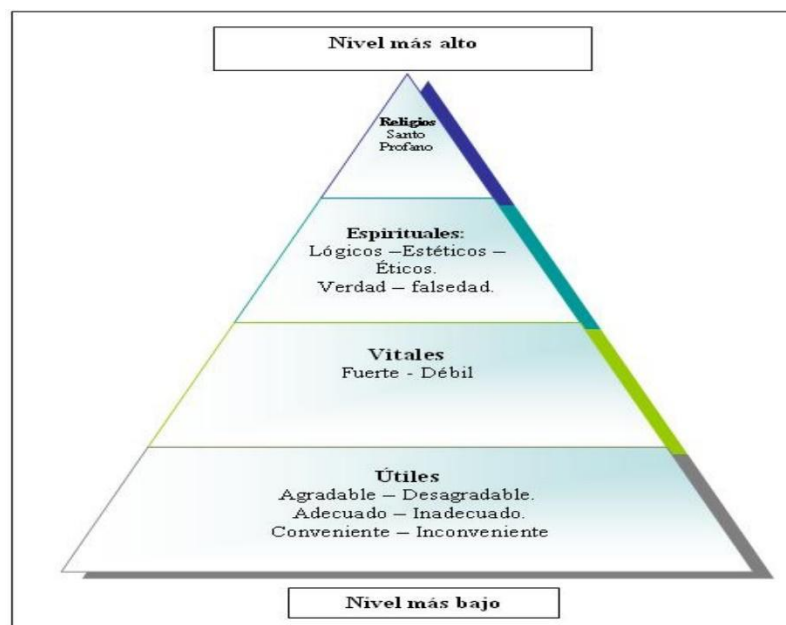 Nivel más alto
Religios
Santo
Profano
Espirituales:
Lógicos –Estéticos –
Éticos.
Verdad – falsedad.
Vitales
Fuerte - Débil
Útiles
Agradable – Desagradable.
Adecuado – Inadecuado.
Conveniente – Inconveniente
Nivel más bajo